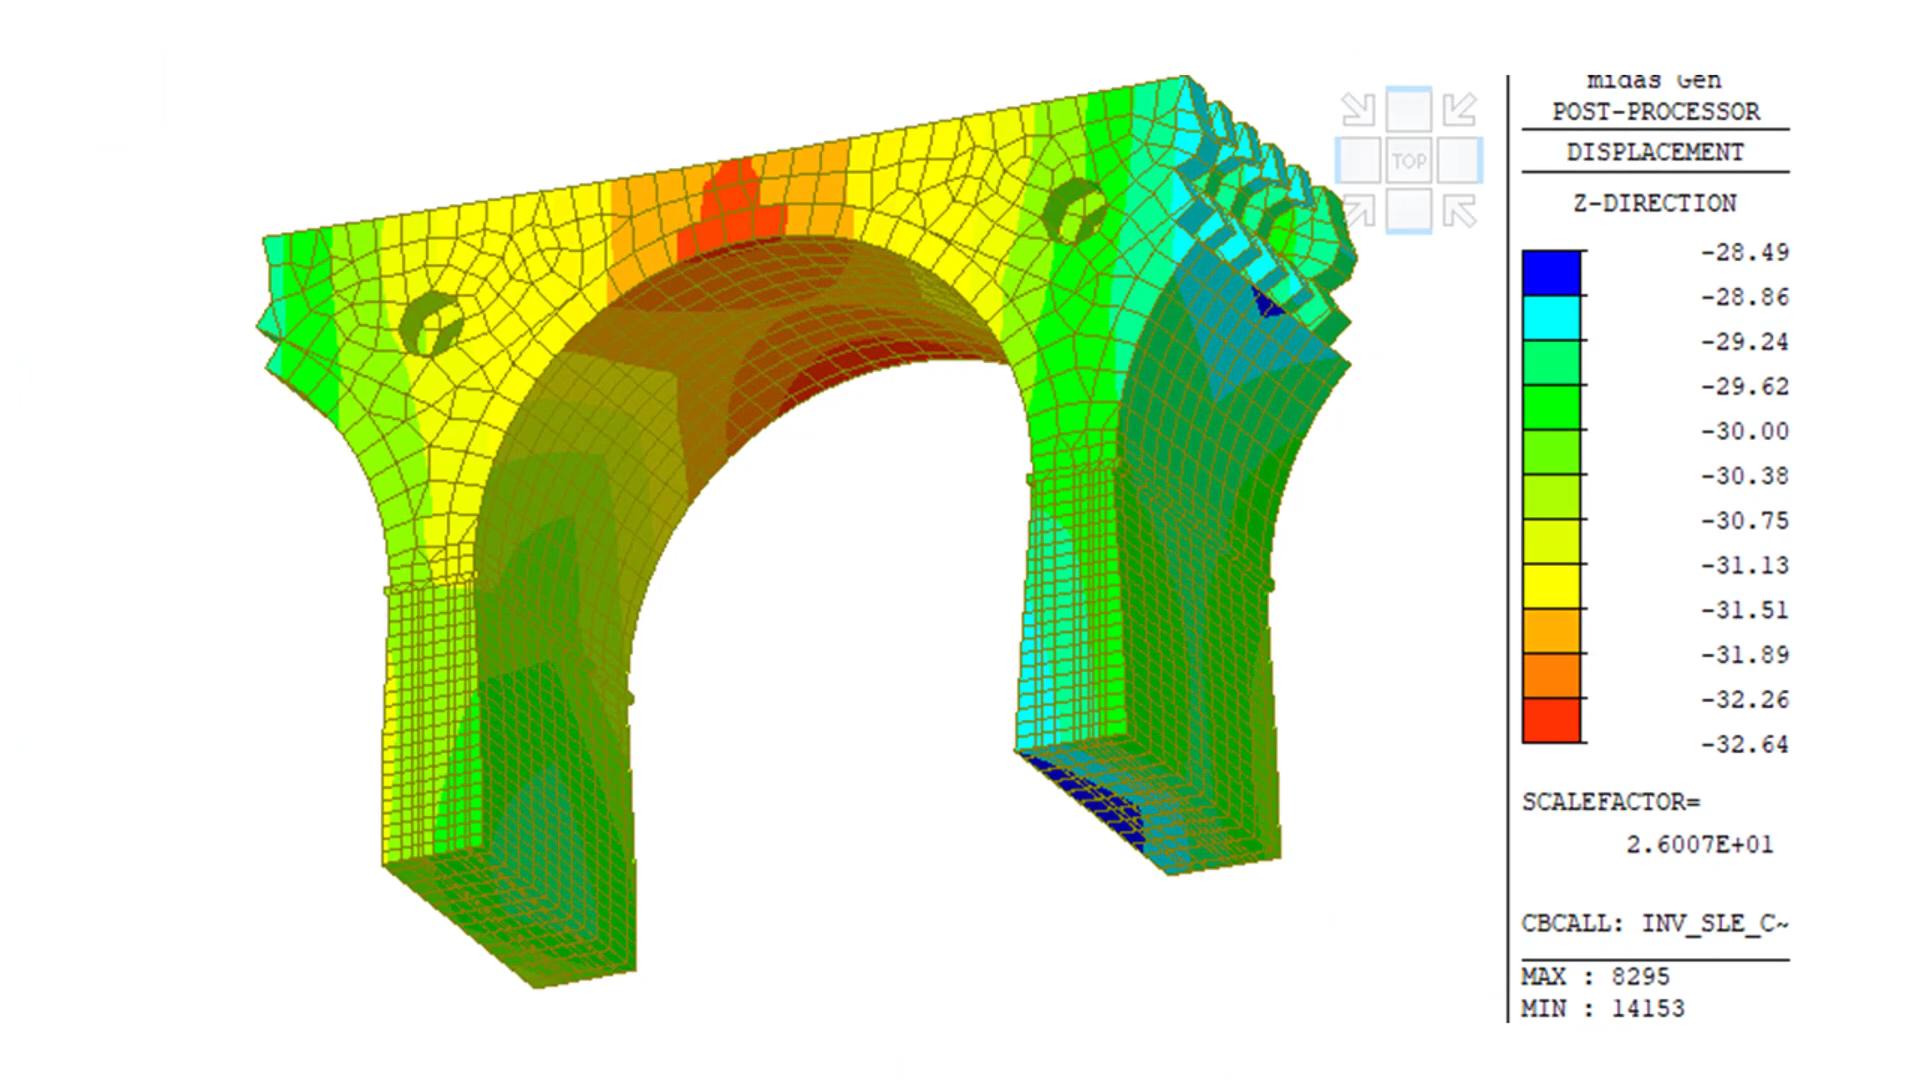 TOP
midas Gen
POST-PROCESSOR
DISPLACEMENT
Z-DIRECTION
-28.49
-28.86
-29.24
-29.62
-30.00
-30.38
-30.75
-31.13
-31.51
-31.89
-32.26
-32.64
SCALEFACTOR=
2.6007E+01
CBCALL: INV_SLE_C~
MAX : 8295
MIN : 14153